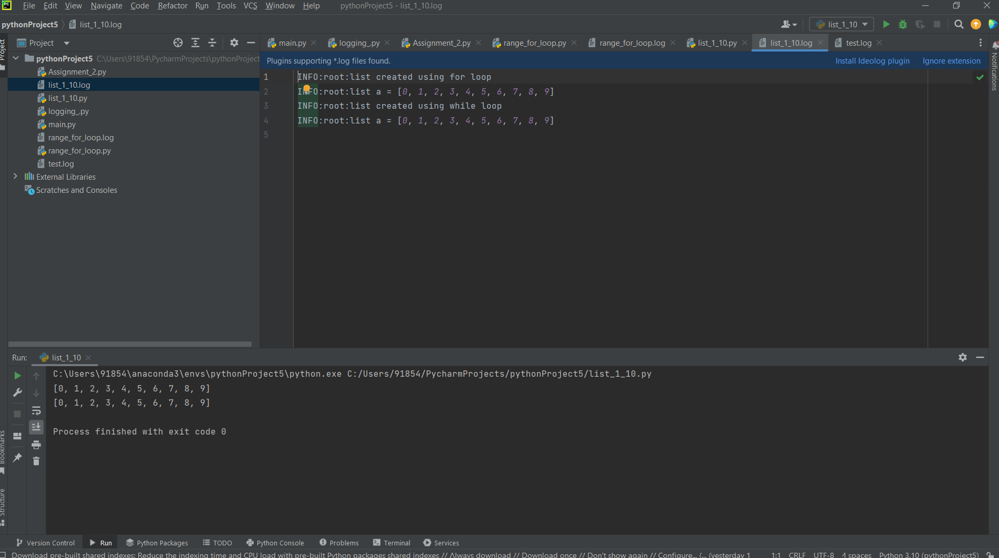 PC File Edit View Navigate Code Refactor Run Tools VCS Window Help pythonProject5 - list_1_10.log
pythonProject5 list_1_10.log list_1_10
Project
Project main.py logging_.py Assignment_2.py range_for_loop.py range_for_loop.log list_1_10.py list_1_10.log test.log
Notifications
pythonProject5 C:\Users\91854\PycharmProjects\pythonProject
Assignment_2.py
list_1_10.log
list_1_10.py
logging_.py
main.py
range_for_loop.log
range_for_loop.py
test.log
External Libraries
Scratches and Consoles
Plugins supporting *.log files found. Install Ideolog plugin Ignore extension
1 INFO:root:list created using for loop
2 INFO:root:list a = [0, 1, 2, 3, 4, 5, 6, 7, 8, 9]
3 INFO:root:list created using while loop
4 INFO:root:list a = [0, 1, 2, 3, 4, 5, 6, 7, 8, 9]
5
Run: list_1_10
C:\Users\91854\anaconda3\envs\pythonProject5\python.exe C:/Users/91854/PycharmProjects/pythonProject5/list_1_10.py
[0, 1, 2, 3, 4, 5, 6, 7, 8, 9]
[0, 1, 2, 3, 4, 5, 6, 7, 8, 9]
Process finished with exit code 0
Bookmarks
Structure
Version Control Run Python Packages TODO Python Console Problems Terminal Services
Download pre-built shared indexes: Reduce the indexing time and CPU load with pre-built Python packages shared indexes // Always download // Download once // Don't show again // Configure... (... (yesterday 1 1:1 CRLF UTF-8 4 spaces Python 3.10 (pythonProject5)